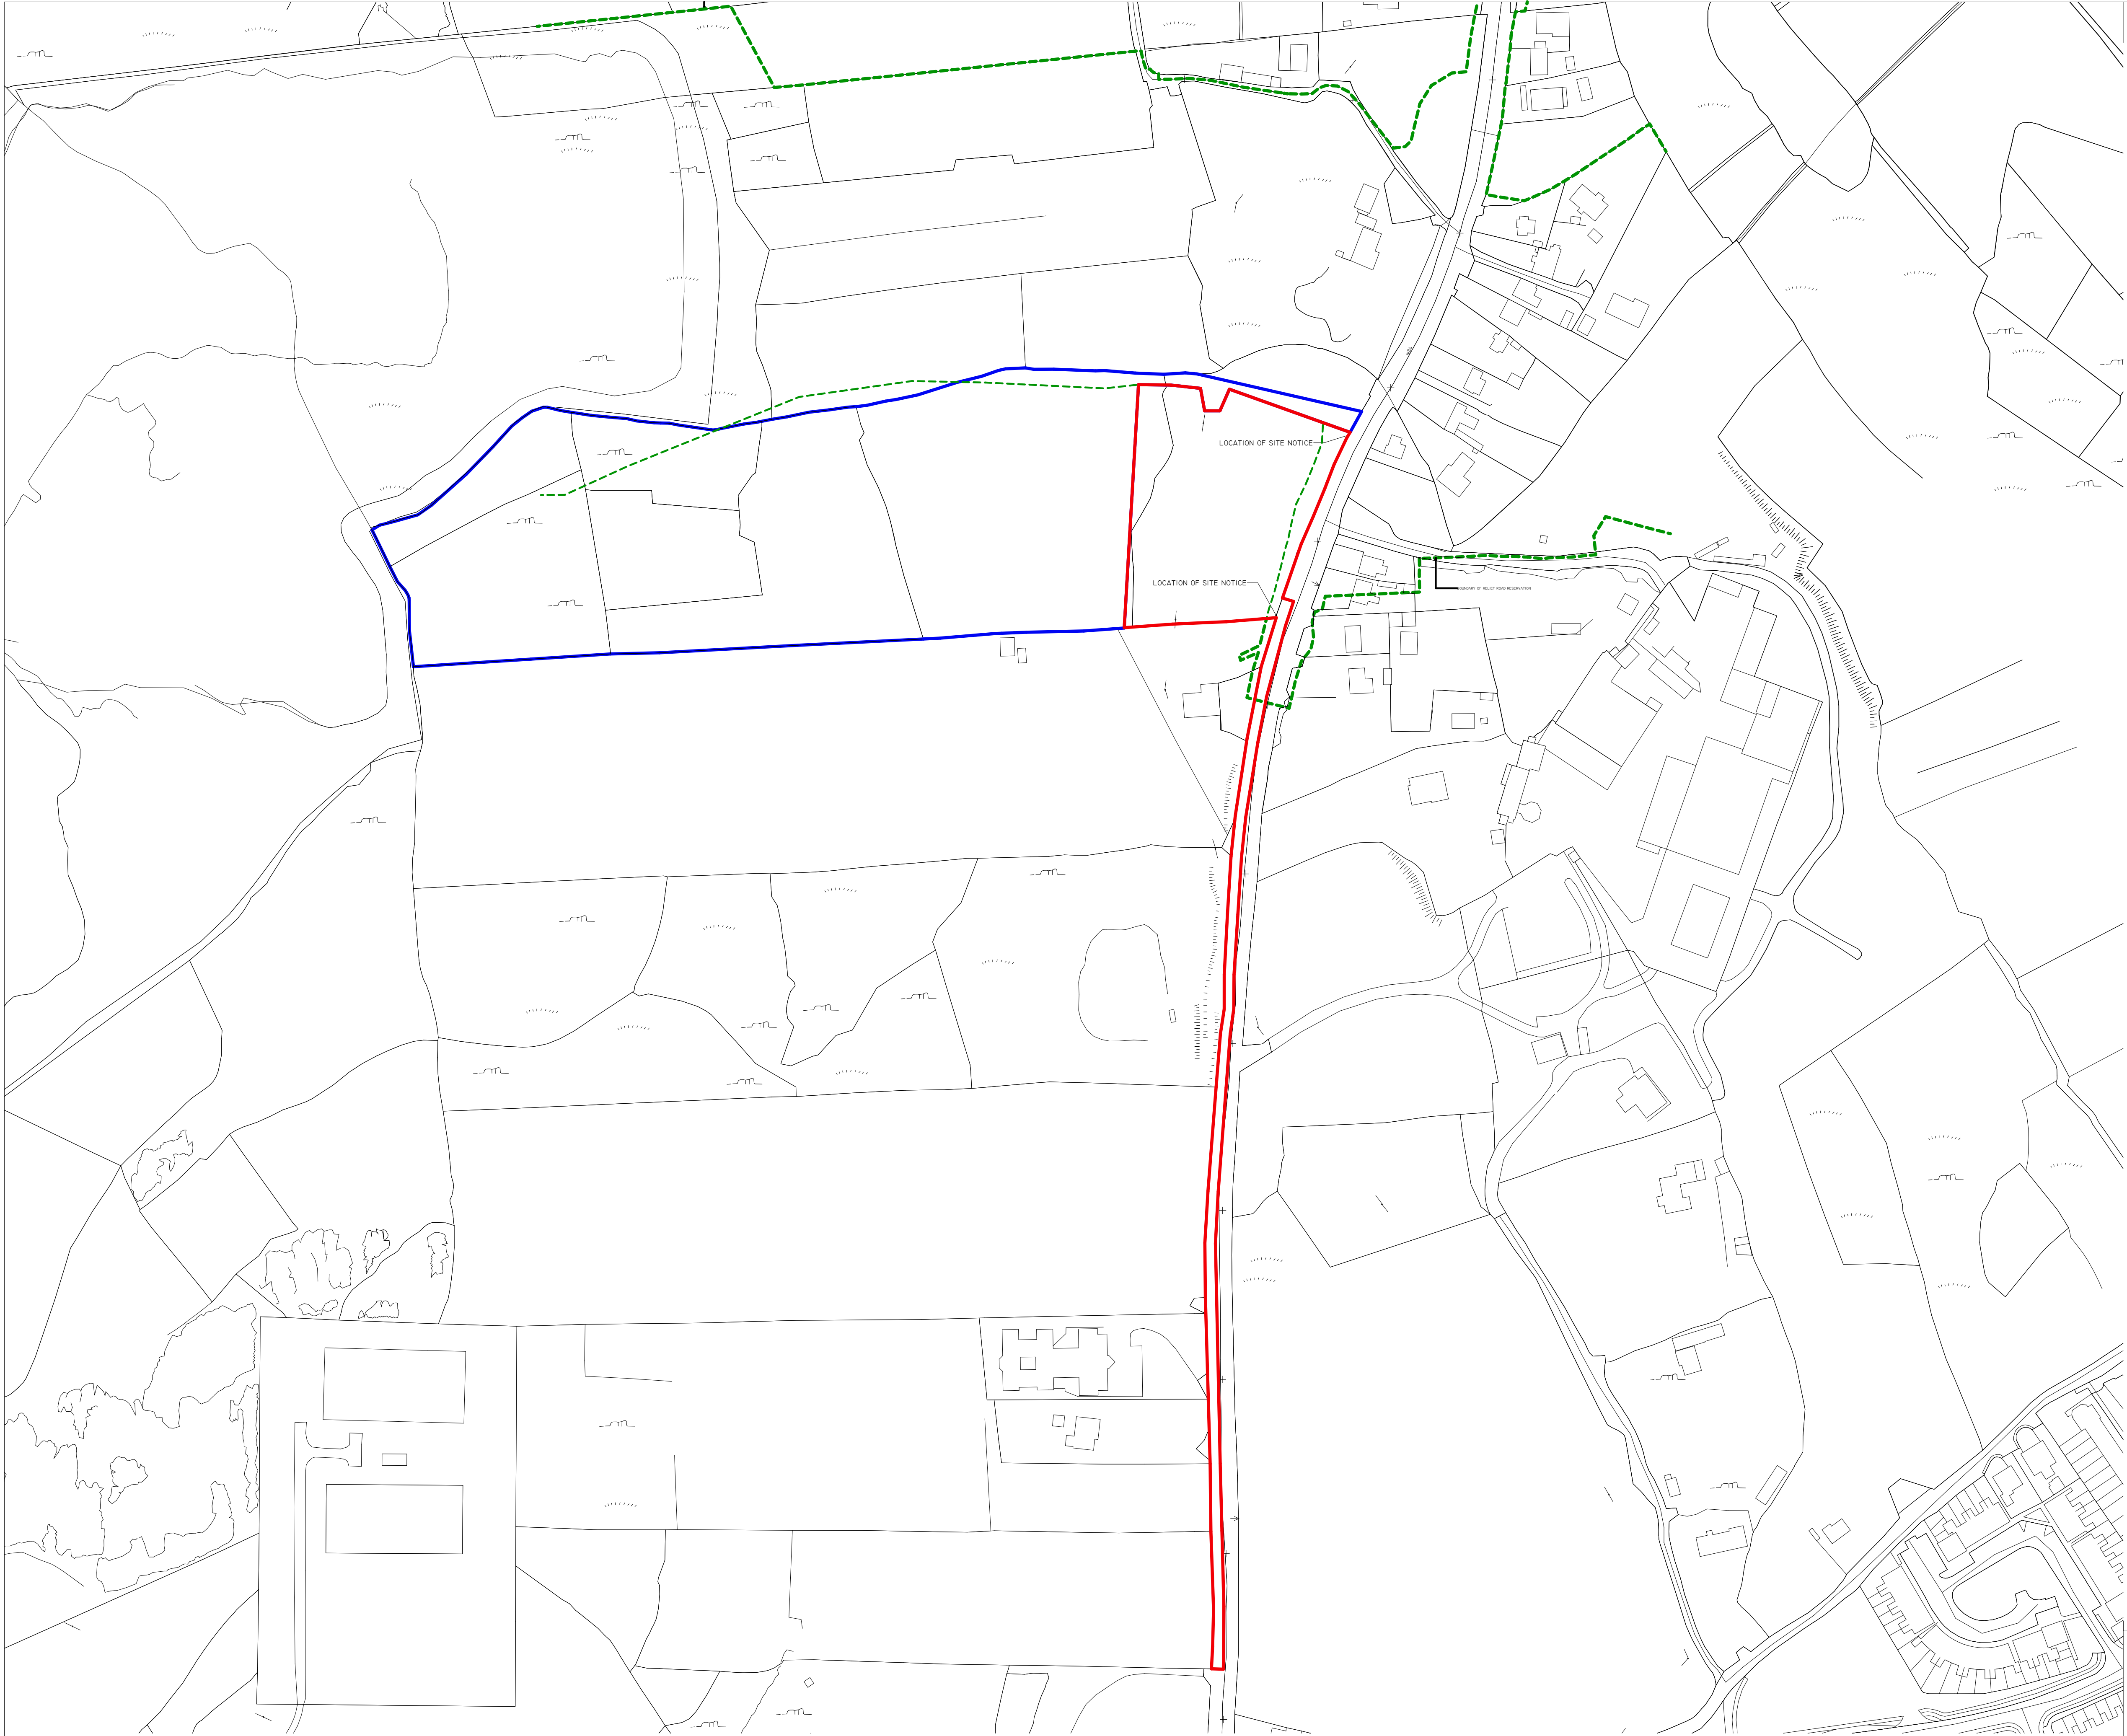 LOCATION OF SITE NOTICE
LOCATION OF SITE NOTICE
BOUNDARY OF RELIEF ROAD RESERVATION